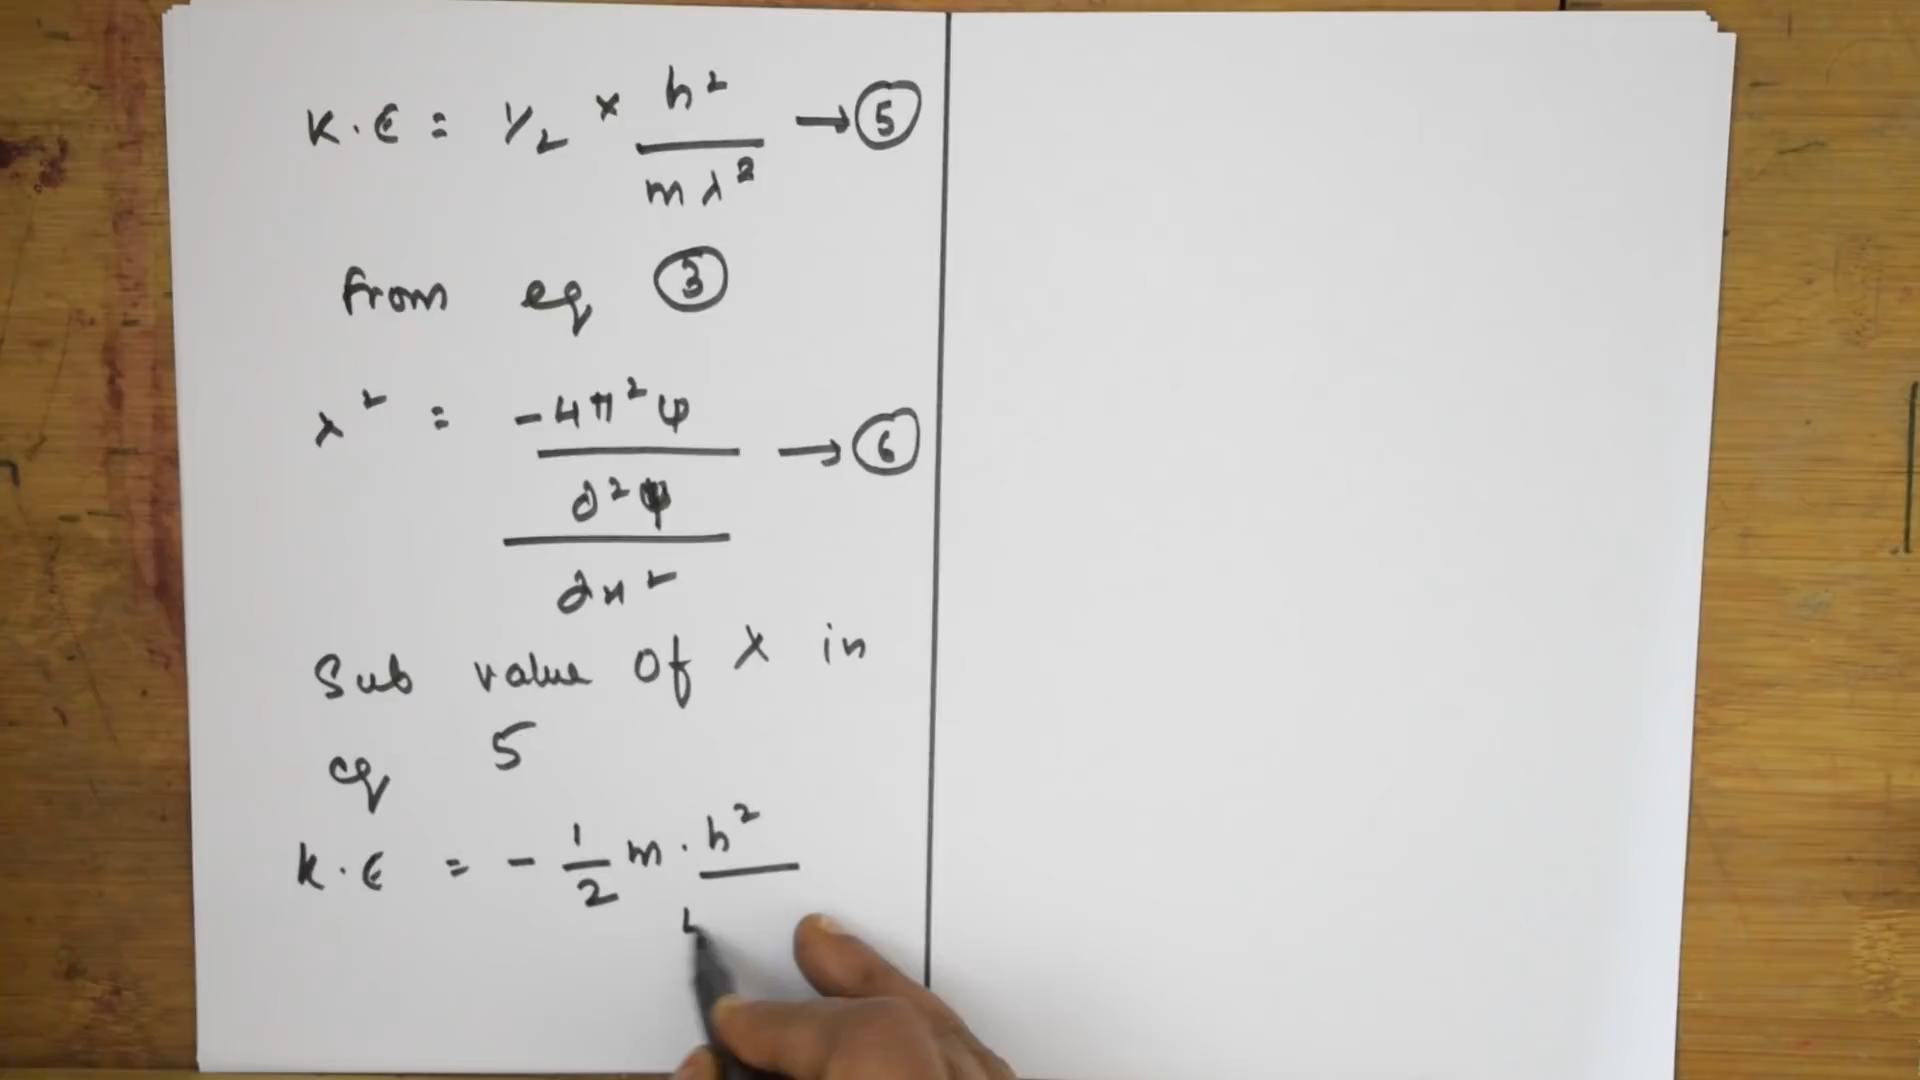 K.E = 1/2 × h²/mλ² → 5
from eq 3
λ² = -4π²ψ / d²ψ/dx² → 6
Sub value of λ in
eq 5
K.E = - 1/2 m . h²/4